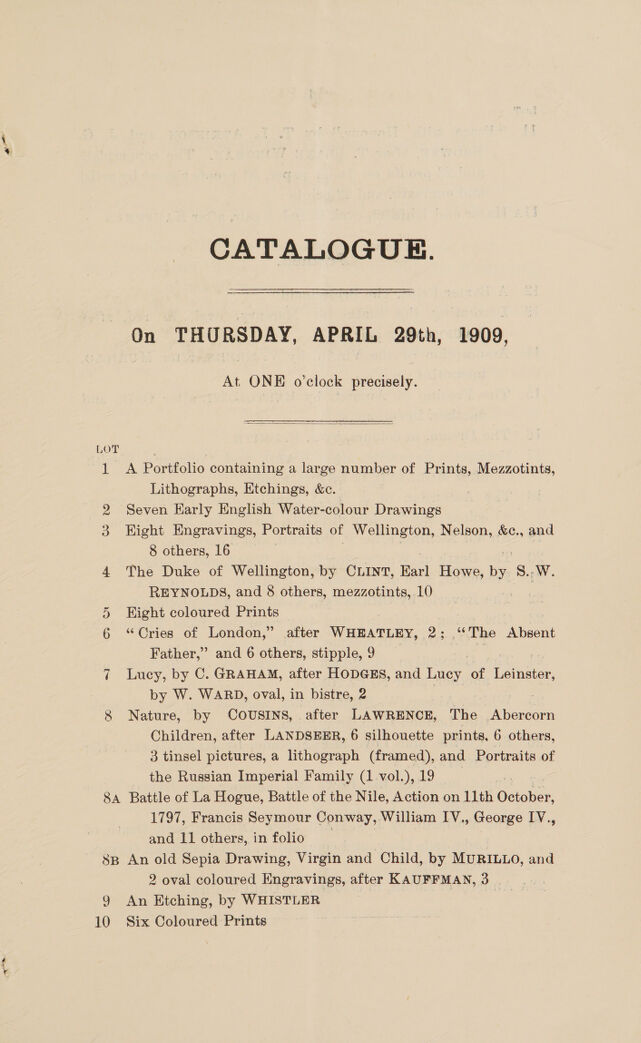 CATALOGUE.
On THURSDAY, APRIL 29th, 1909,
At ONE o'clock precisely.
LOT
1 A Portfolio containing a large number of Prints, Mezzotints,
Lithographs, Etchings, &c.
2 Seven Early English Water-colour Drawings
3 Eight Engravings, Portraits of Wellington, Nelson, &c., and
8 others, 16
4 The Duke of Wellington, by CLINT, Earl Howe, by S. W.
REYNOLDS, and 8 others, mezzotints, 10
5 Eight coloured Prints
6 “Cries of London,” after WHEATLEY, 2; “The Absent
Father,” and 6 others, stipple, 9
7 Lucy, by C. GRAHAM, after HODGES, and Lucy of Leinster,
by W. WARD, oval, in bistre, 2
8 Nature, by COUSINS, after LAWRENCE, The Abercorn
Children, after LANDSEER, 6 silhouette prints, 6 others,
3 tinsel pictures, a lithograph (framed), and Portraits of
the Russian Imperial Family (1 vol.), 19
8A Battle of La Hogue, Battle of the Nile, Action on 11th October,
1797, Francis Seymour Conway, William IV., George IV.,
and 11 others, in folio
8B An old Sepia Drawing, Virgin and Child, by MURILLO, and
2 oval coloured Engravings, after KAUFFMAN, 3
9 An Etching, by WHISTLER
10 Six Coloured Prints